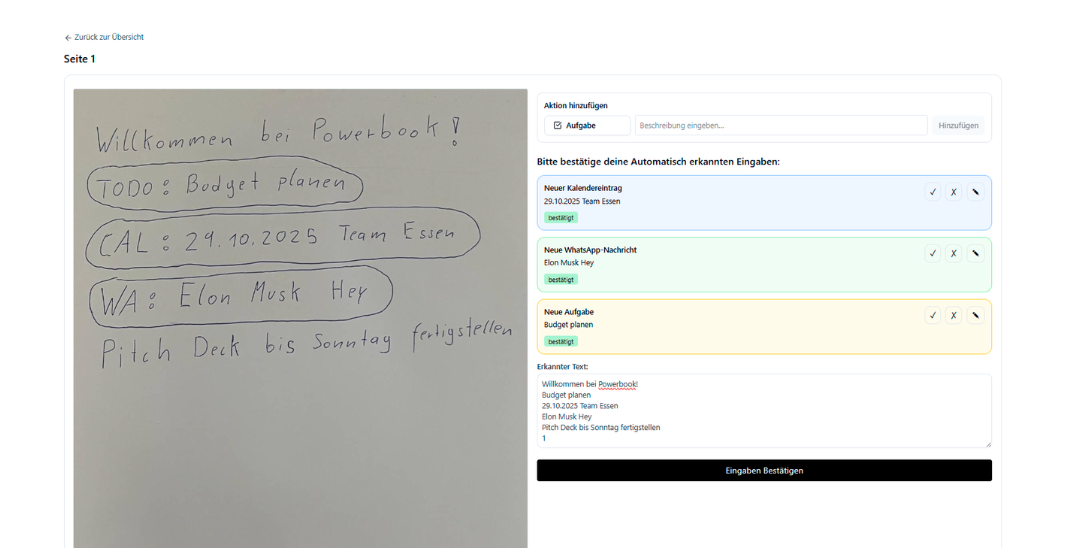 ← Zurück zur Übersicht
Seite 1
Willkommen bei Powerbook!
TODO: Budget planen
CAL: 29.10.2025 Team Essen
WA: Elon Musk Hey
Pitch Deck bis Sonntag fertigstellen
Aktion hinzufügen
Aufgabe Beschreibung eingeben... Hinzufügen
Bitte bestätige deine Automatisch erkannten Eingaben:
Neuer Kalendereintrag
29.10.2025 Team Essen
bestätigt
Neue WhatsApp-Nachricht
Elon Musk Hey
bestätigt
Neue Aufgabe
Budget planen
bestätigt
Erkannter Text:
Willkommen bei Powerbook!
Budget planen
29.10.2025 Team Essen
Elon Musk Hey
Pitch Deck bis Sonntag fertigstellen
1
Eingaben Bestätigen